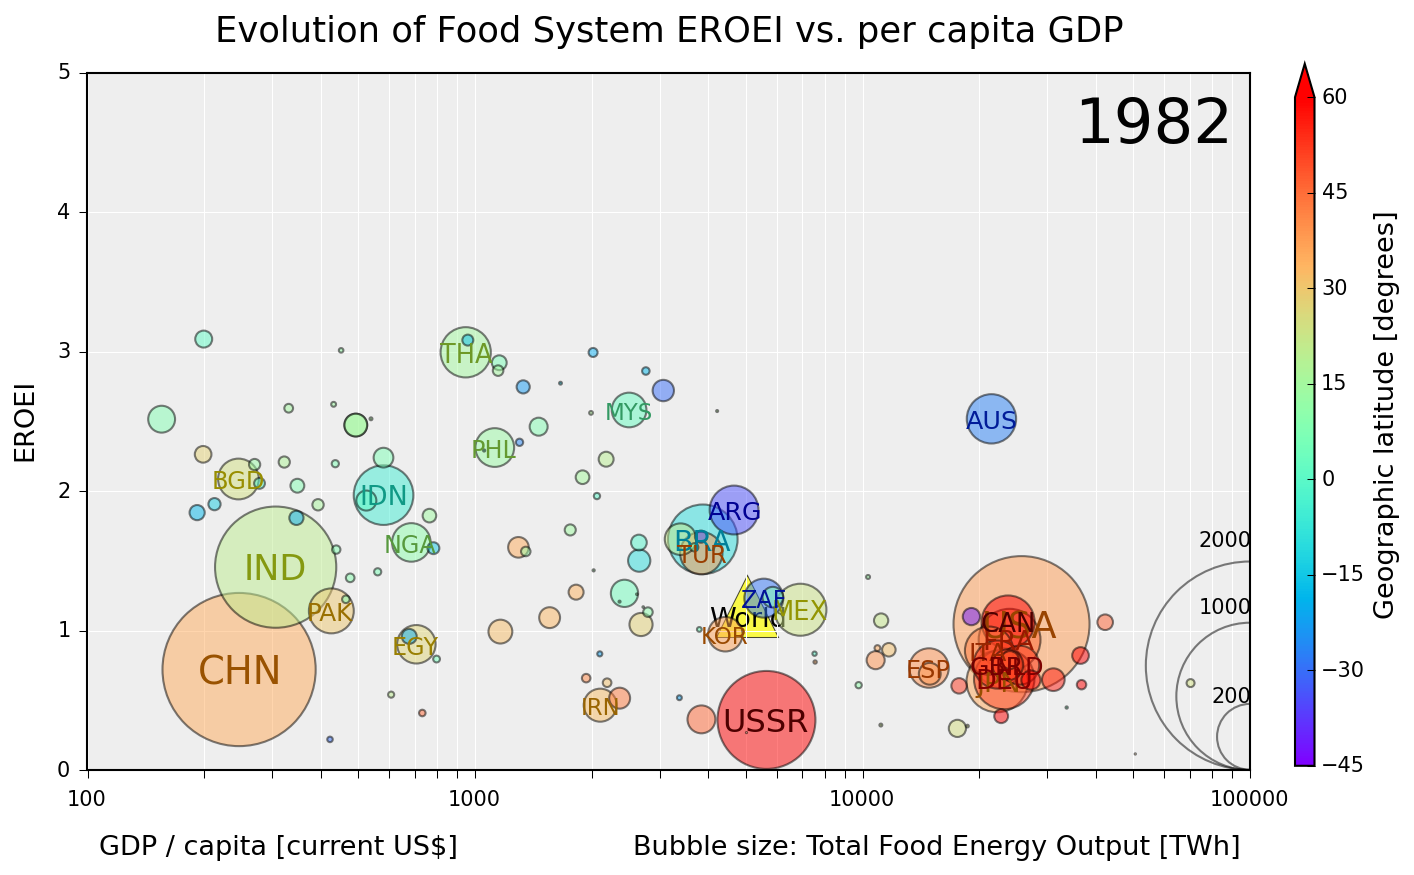 Evolution of Food System EROEI vs. per capita GDP
1982
5
4
3
2
1
0
EROEI
100
1000
10000
100000
GDP / capita [current US$]
Bubble size: Total Food Energy Output [TWh]
THA
MYS
AUS
PHL
BGD
IDN
ARG
NGA
BRA
TUR
IND
PAK
ZAF
MEX
World
KOR
CAN
EGY
CHN
ESP
IRN
USSR
2000
1000
200
60
45
30
15
0
−15
−30
−45
Geographic latitude [degrees]